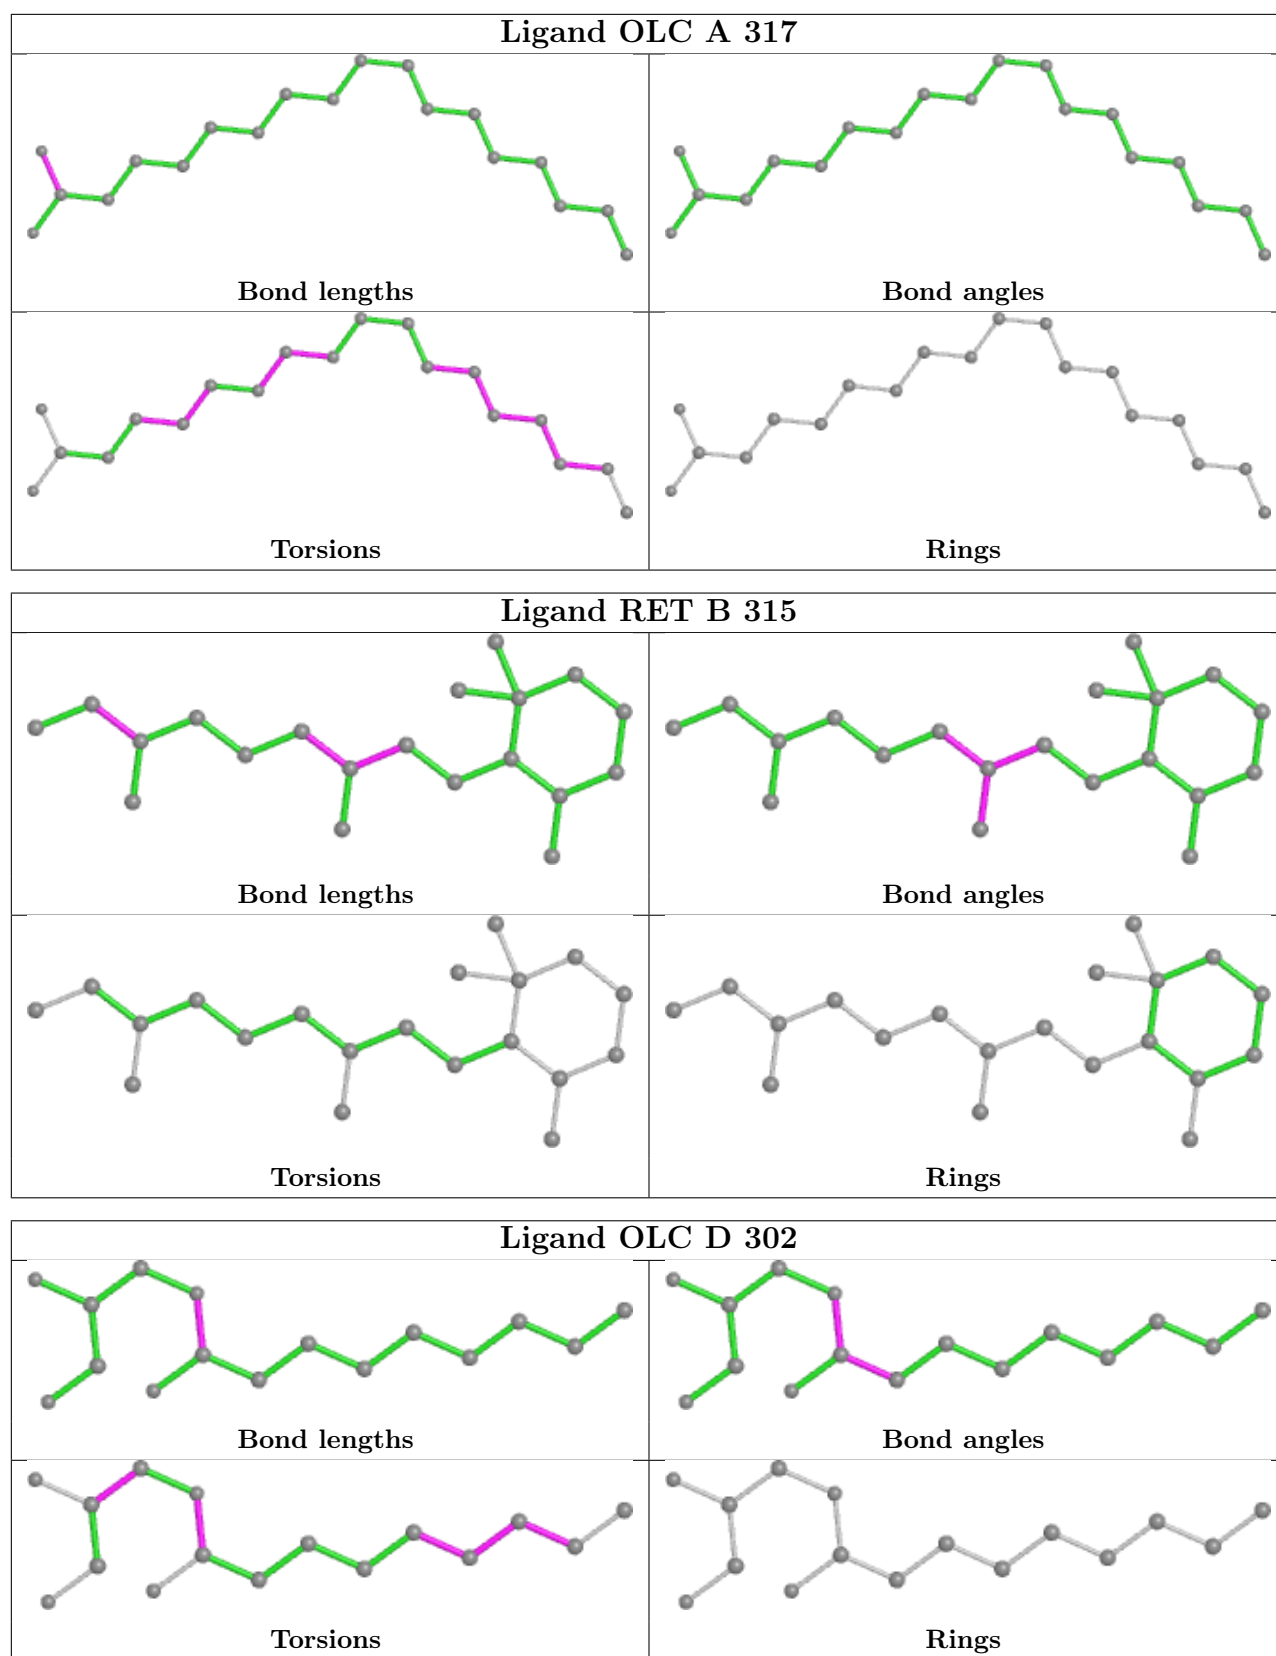 Ligand OLC A 317
Bond lengths
Bond angles
Torsions
Rings
Ligand RET B 315
Bond lengths
Bond angles
Torsions
Rings
Ligand OLC D 302
Bond lengths
Bond angles
Torsions
Rings